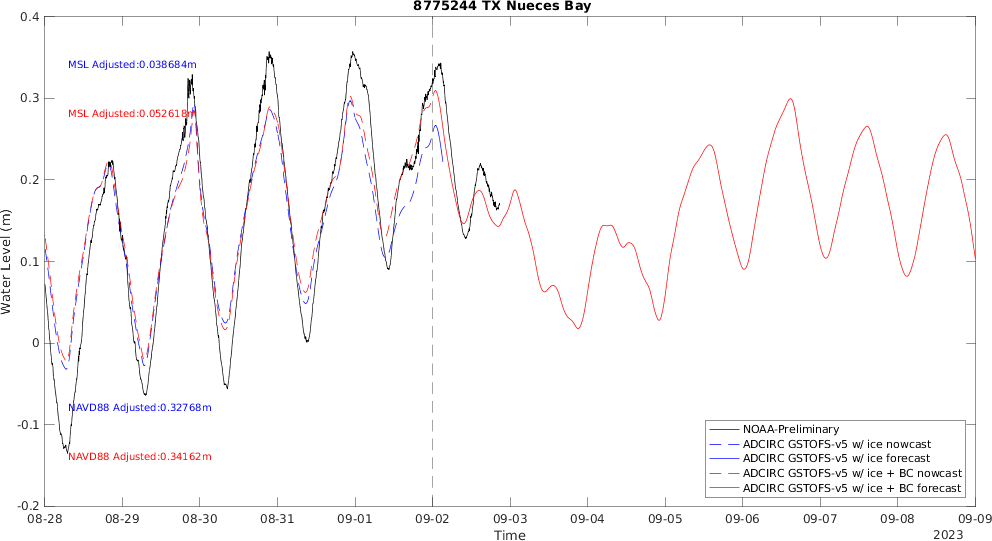 8775244 TX Nueces Bay
0.4
0.3
0.2
0.1
0
-0.1
-0.2
Water Level (m)
MSL Adjusted:0.038684m
MSL Adjusted:0.052618m
NAVD88 Adjusted:0.32768m
NAVD88 Adjusted:0.34162m
NOAA-Preliminary
ADCIRC GSTOFS-v5 w/ ice nowcast
ADCIRC GSTOFS-v5 w/ ice forecast
ADCIRC GSTOFS-v5 w/ ice + BC nowcast
ADCIRC GSTOFS-v5 w/ ice + BC forecast
08-28 08-29 08-30 08-31 09-01 09-02 09-03 09-04 09-05 09-06 09-07 09-08 09-09
Time
2023